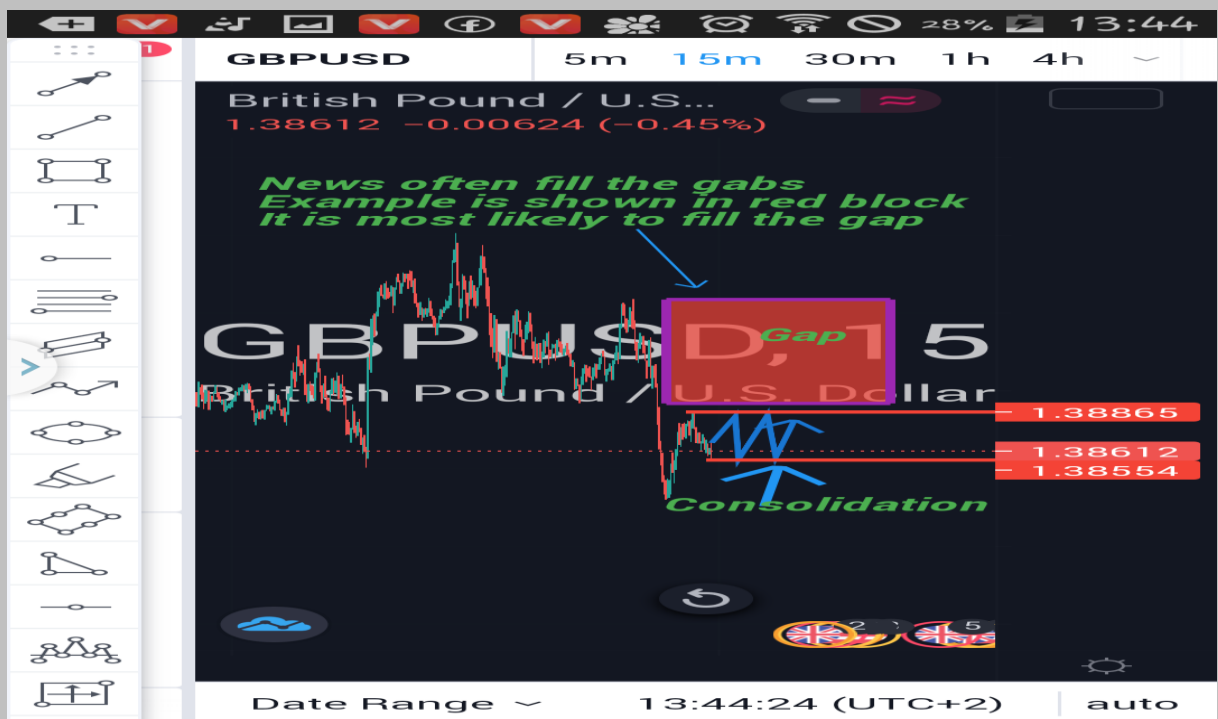 28% 13:44
1
GBPUSD 5m 15m 30m 1h 4h
British Pound / U.S...
1.38612 −0.00624 (−0.45%)
News often fill the gabs
Example is shown in red block
It is most likely to fill the gap
GBPUSD, 15
Gap
British Pound / U.S. Dollar
1.38865
1.38612
1.38554
Consolidation
2 5
Date Range 13:44:24 (UTC+2) auto